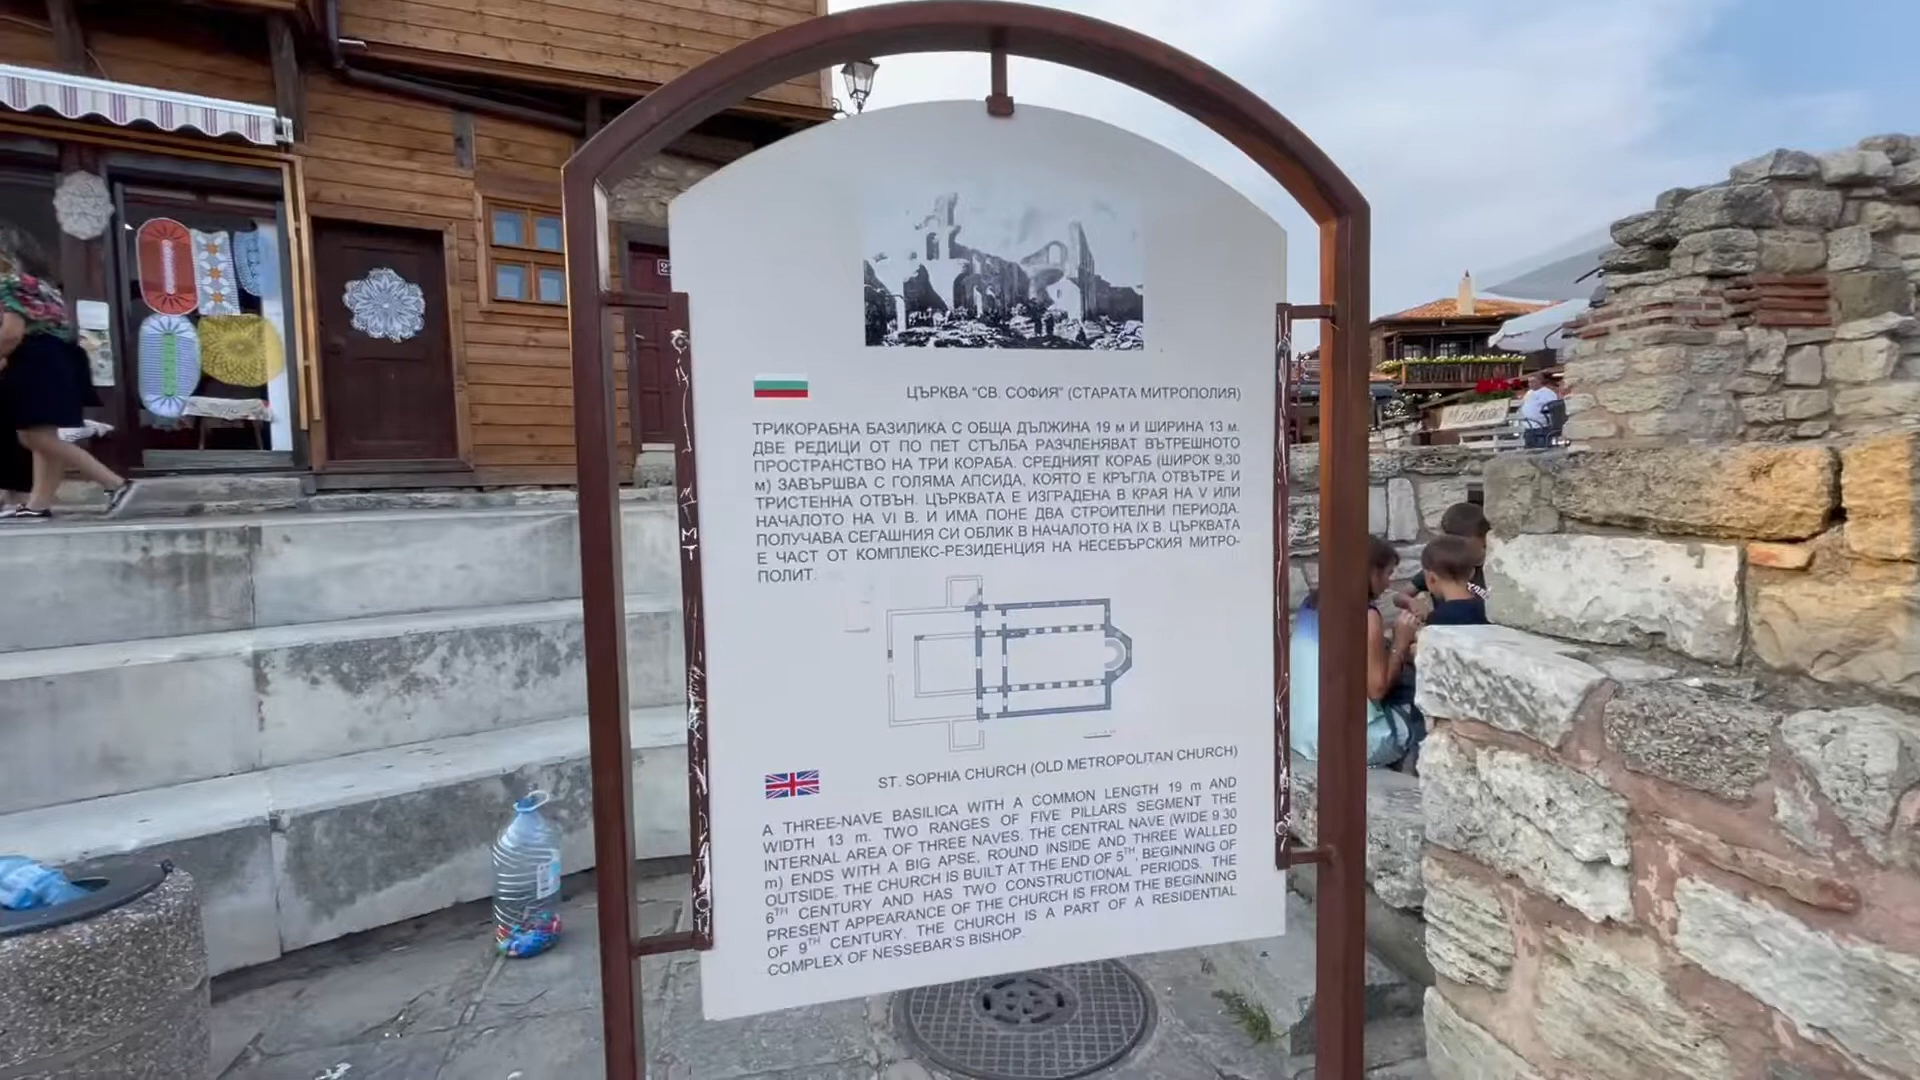 ЦЪРКВА "СВ. СОФИЯ" (СТАРАТА МИТРОПОЛИЯ)
ТРИКОРАБНА БАЗИЛИКА С ОБЩА ДЪЛЖИНА 19 м И ШИРИНА 13 м.
ДВЕ РЕДИЦИ ОТ ПО ПЕТ СТЪЛБА РАЗЧЛЕНЯВАТ ВЪТРЕШНОТО
ПРОСТРАНСТВО НА ТРИ КОРАБА. СРЕДНИЯТ КОРАБ (ШИРОК 9,30
м) ЗАВЪРШВА С ГОЛЯМА АПСИДА, КОЯТО Е КРЪГЛА ОТВЪТРЕ И
ТРИСТЕННА ОТВЪН. ЦЪРКВАТА Е ИЗГРАДЕНА В КРАЯ НА V ИЛИ
НАЧАЛОТО НА VI В. И ИМА ПОНЕ ДВА СТРОИТЕЛНИ ПЕРИОДА.
ПОЛУЧАВА СЕГАШНИЯ СИ ОБЛИК В НАЧАЛОТО НА IX В. ЦЪРКВАТА
Е ЧАСТ ОТ КОМПЛЕКС-РЕЗИДЕНЦИЯ НА НЕСЕБЪРСКИЯ МИТРО-
ПОЛИТ.
ST. SOPHIA CHURCH (OLD METROPOLITAN CHURCH)
A THREE-NAVE BASILICA WITH A COMMON LENGTH 19 m AND
WIDTH 13 m. TWO RANGES OF FIVE PILLARS SEGMENT THE
INTERNAL AREA OF THREE NAVES. THE CENTRAL NAVE (WIDE 9.30
m) ENDS WITH A BIG APSE, ROUND INSIDE AND THREE WALLED
OUTSIDE. THE CHURCH IS BUILT AT THE END OF 5TH, BEGINNING OF
6TH CENTURY AND HAS TWO CONSTRUCTIONAL PERIODS. THE
PRESENT APPEARANCE OF THE CHURCH IS FROM THE BEGINNING
OF 9TH CENTURY. THE CHURCH IS A PART OF A RESIDENTIAL
COMPLEX OF NESSEBAR'S BISHOP.